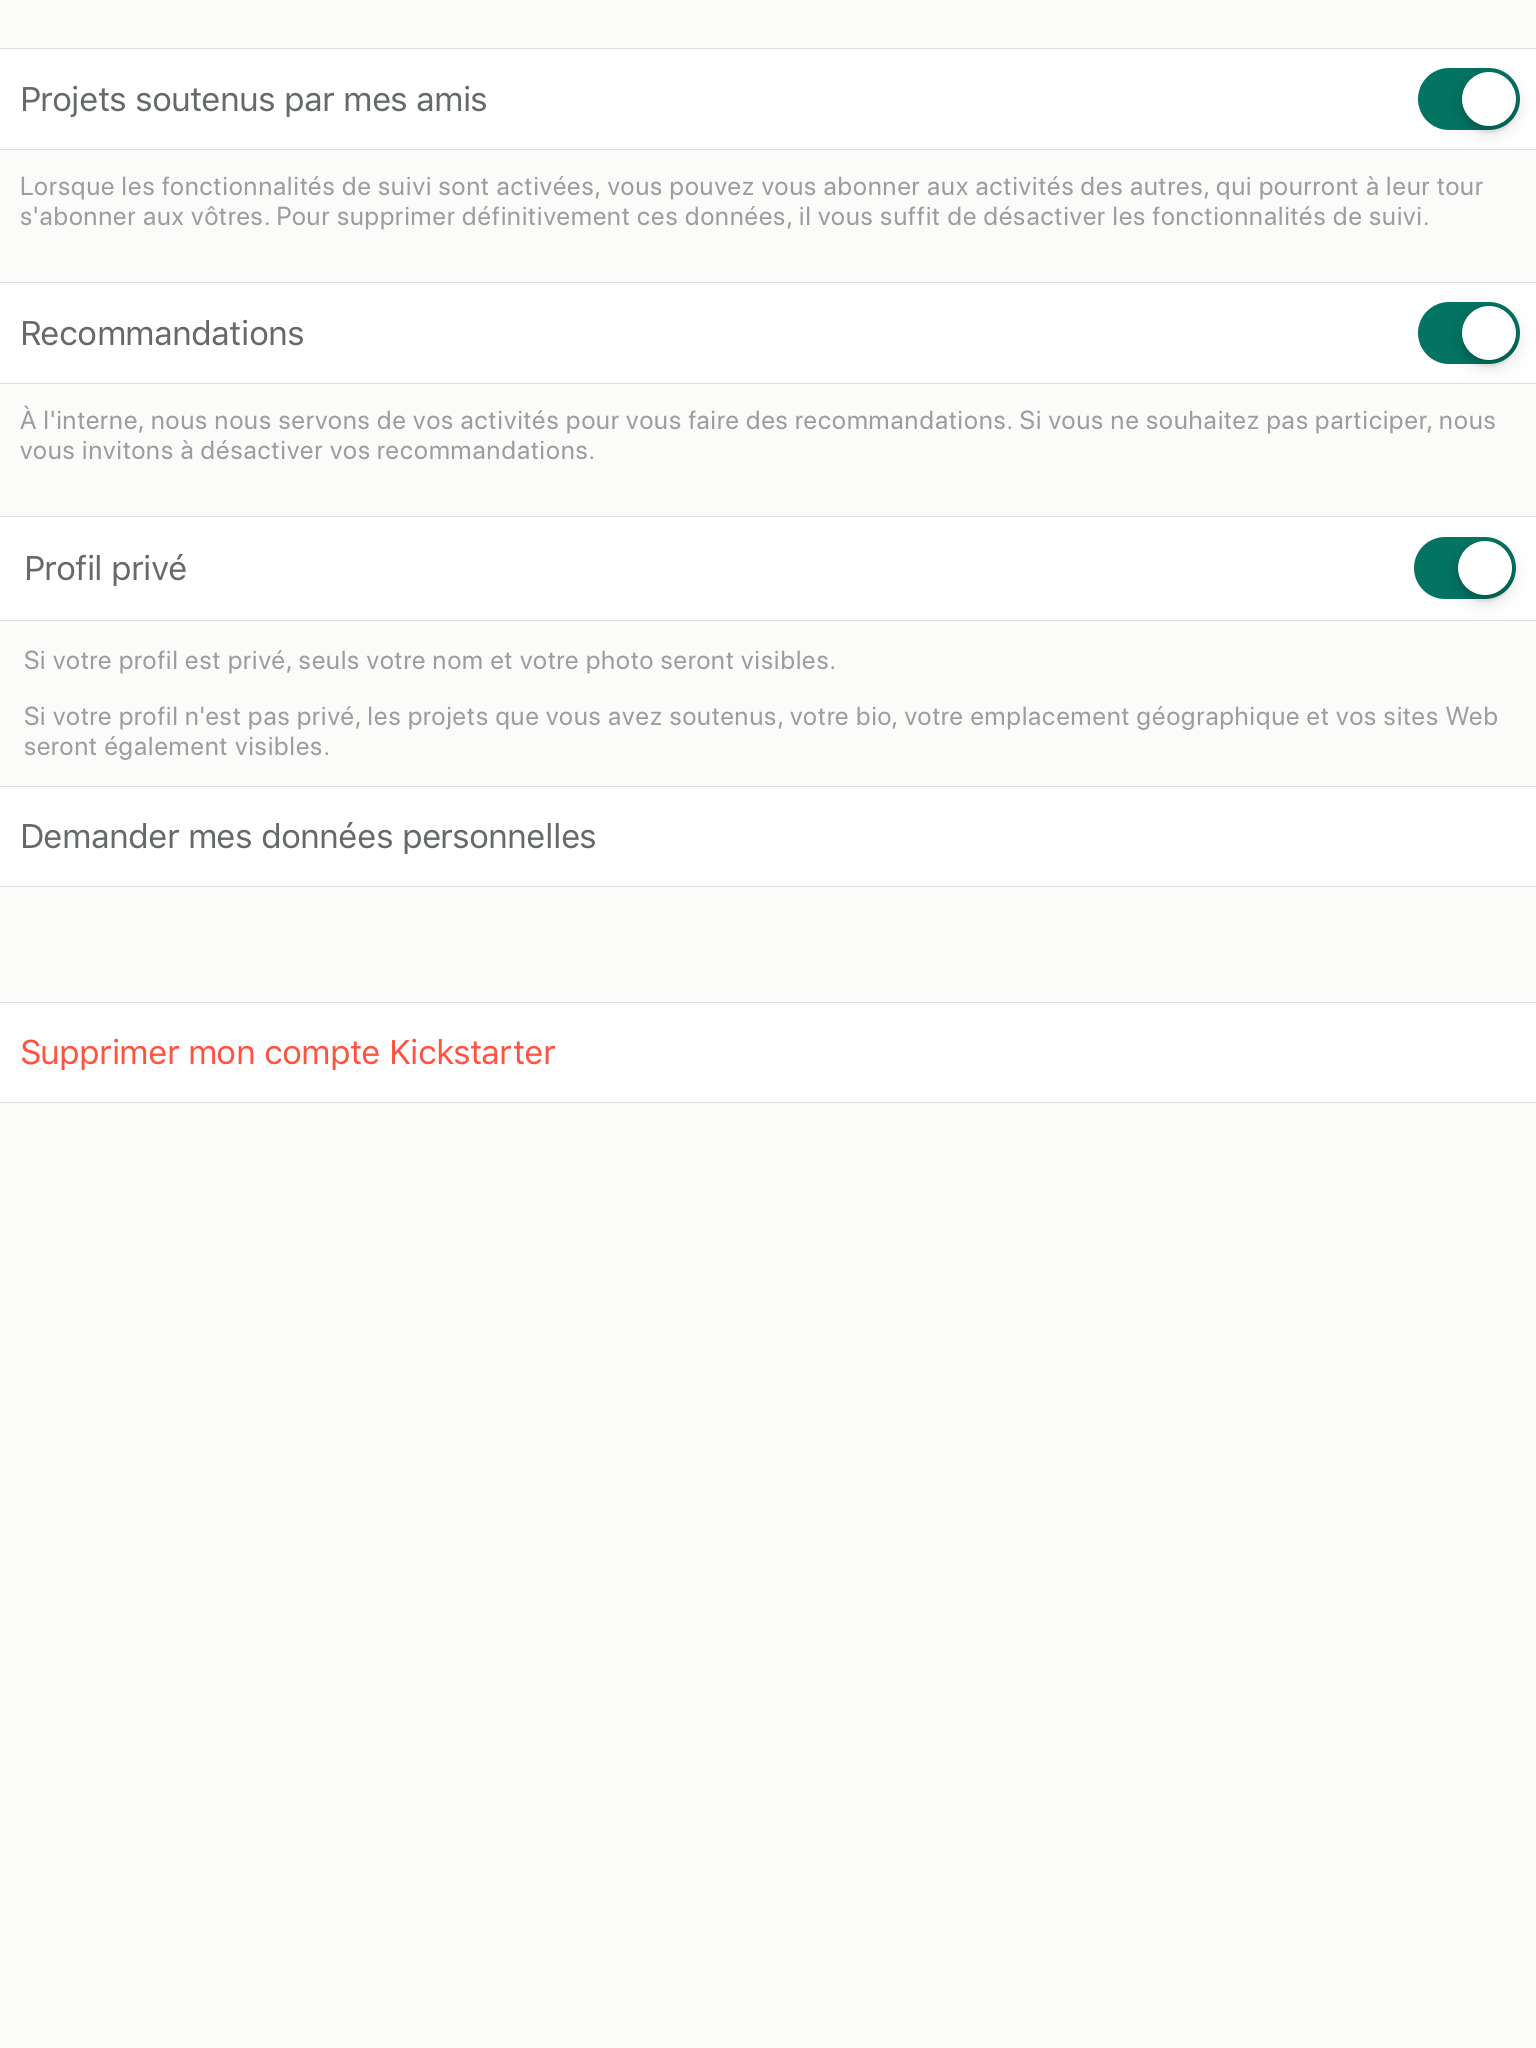 Projets soutenus par mes amis
Lorsque les fonctionnalités de suivi sont activées, vous pouvez vous abonner aux activités des autres, qui pourront à leur tour
s'abonner aux vôtres. Pour supprimer définitivement ces données, il vous suffit de désactiver les fonctionnalités de suivi.
Recommandations
À l'interne, nous nous servons de vos activités pour vous faire des recommandations. Si vous ne souhaitez pas participer, nous
vous invitons à désactiver vos recommandations.
Profil privé
Si votre profil est privé, seuls votre nom et votre photo seront visibles.
Si votre profil n'est pas privé, les projets que vous avez soutenus, votre bio, votre emplacement géographique et vos sites Web
seront également visibles.
Demander mes données personnelles
Supprimer mon compte Kickstarter